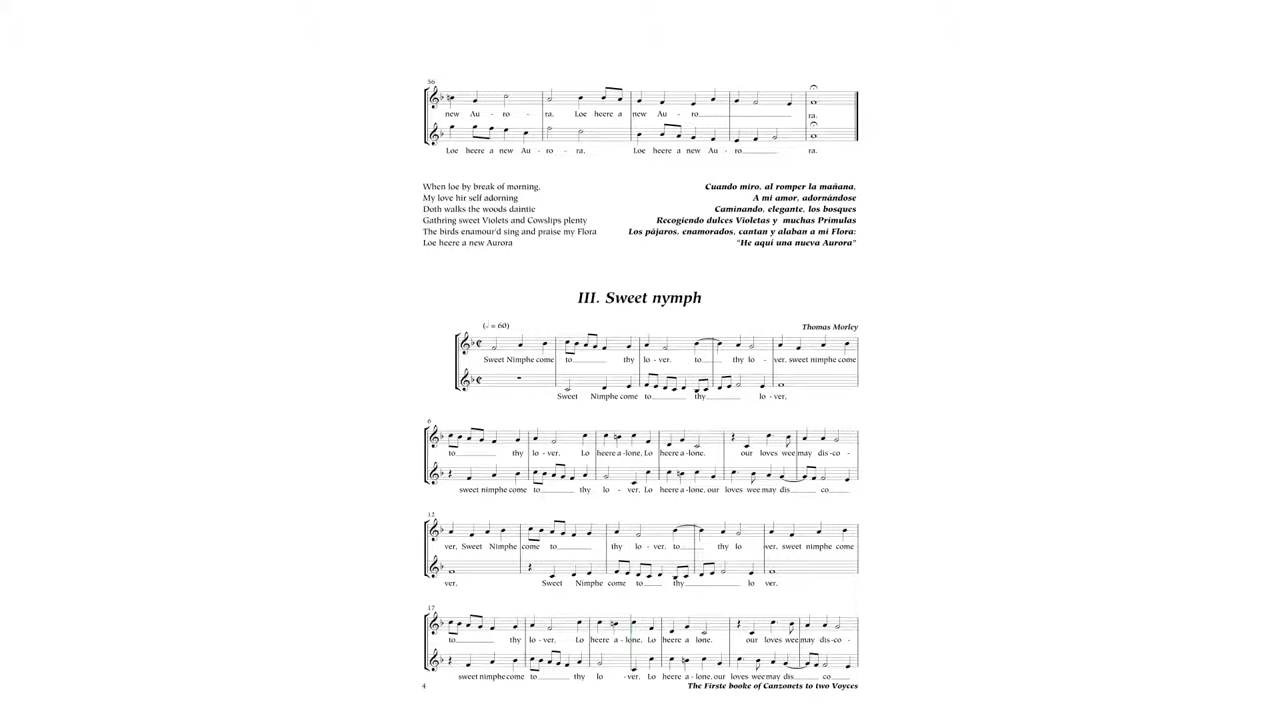 56
new Au - ro - ra. Loe heere a new Au - ro ra.
Loe heere a new Au - ro - ra, Loe heere a new Au - ro ra.
When loe by break of morning,
My love hir self adorning
Doth walks the woods daintie
Gathring sweet Violets and Cowslips plenty
The birds enamour'd sing and praise my Flora
Loe heere a new Aurora
Cuando miro, al romper la mañana,
A mi amor, adornándose
Caminando, elegante, los bosques
Recogiendo dulces Violetas y muchas Prímulas
Los pájaros, enamorados, cantan y alaban a mi Flora:
"He aquí una nueva Aurora"
III. Sweet nymph
(♩ = 60)
Thomas Morley
Sweet Nimphe come to thy lo - ver. to thy lo - ver. sweet nimphe come
Sweet Nimphe come to thy lo - ver,
6
to thy lo - ver. Lo heere a-lone, Lo heere a -lone. our loves wee may dis-co -
sweet nimphe come to thy lo - ver, Lo heere a-lone, our loves wee may dis co
12
ver. Sweet Nimphe come to thy lo - ver. to thy lo ver. sweet nimphe come
ver. Sweet Nimphe come to thy lo ver.
17
to thy lo - ver. Lo heere a - lone, Lo heere a lone. our loves wee may dis-co -
sweet nimphe come to thy lo - ver. Lo heere a - lone. our loves wee may dis co
4
The Firste booke of Canzonets to two Voyces